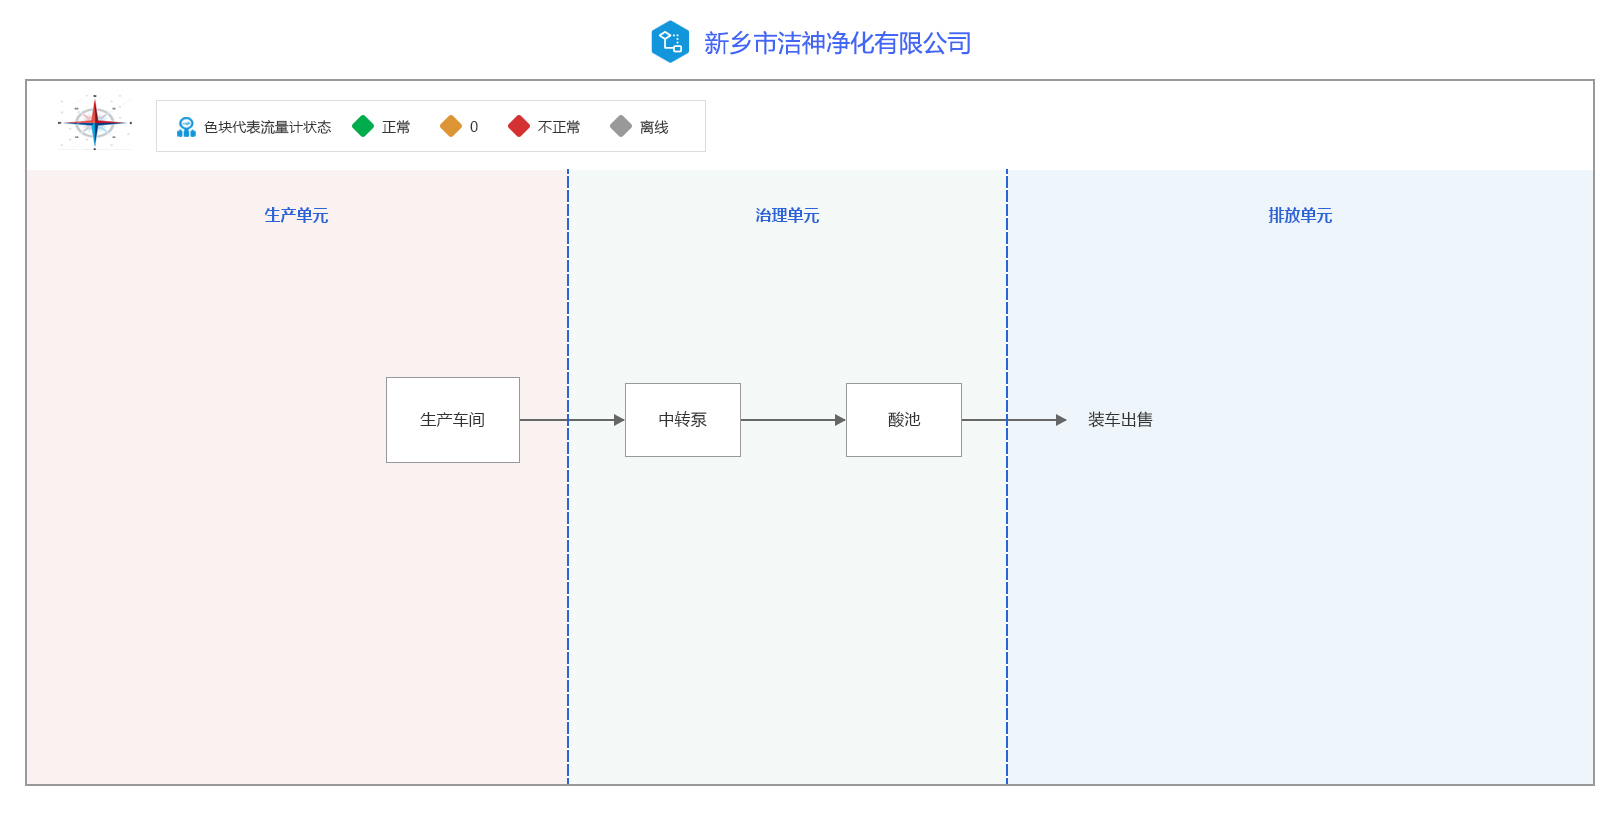 新乡市洁神净化有限公司
色块代表流量计状态 正常 0 不正常 离线
生产单元 治理单元 排放单元
生产车间 中转泵 酸池 装车出售